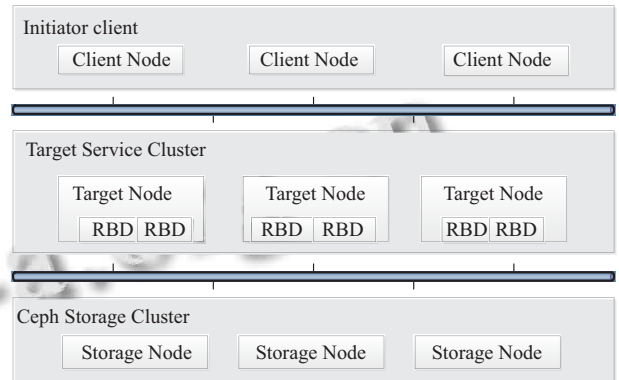 Initiator client
Client Node Client Node Client Node
Target Service Cluster
Target Node Target Node Target Node
RBD RBD RBD RBD RBD RBD
Ceph Storage Cluster
Storage Node Storage Node Storage Node